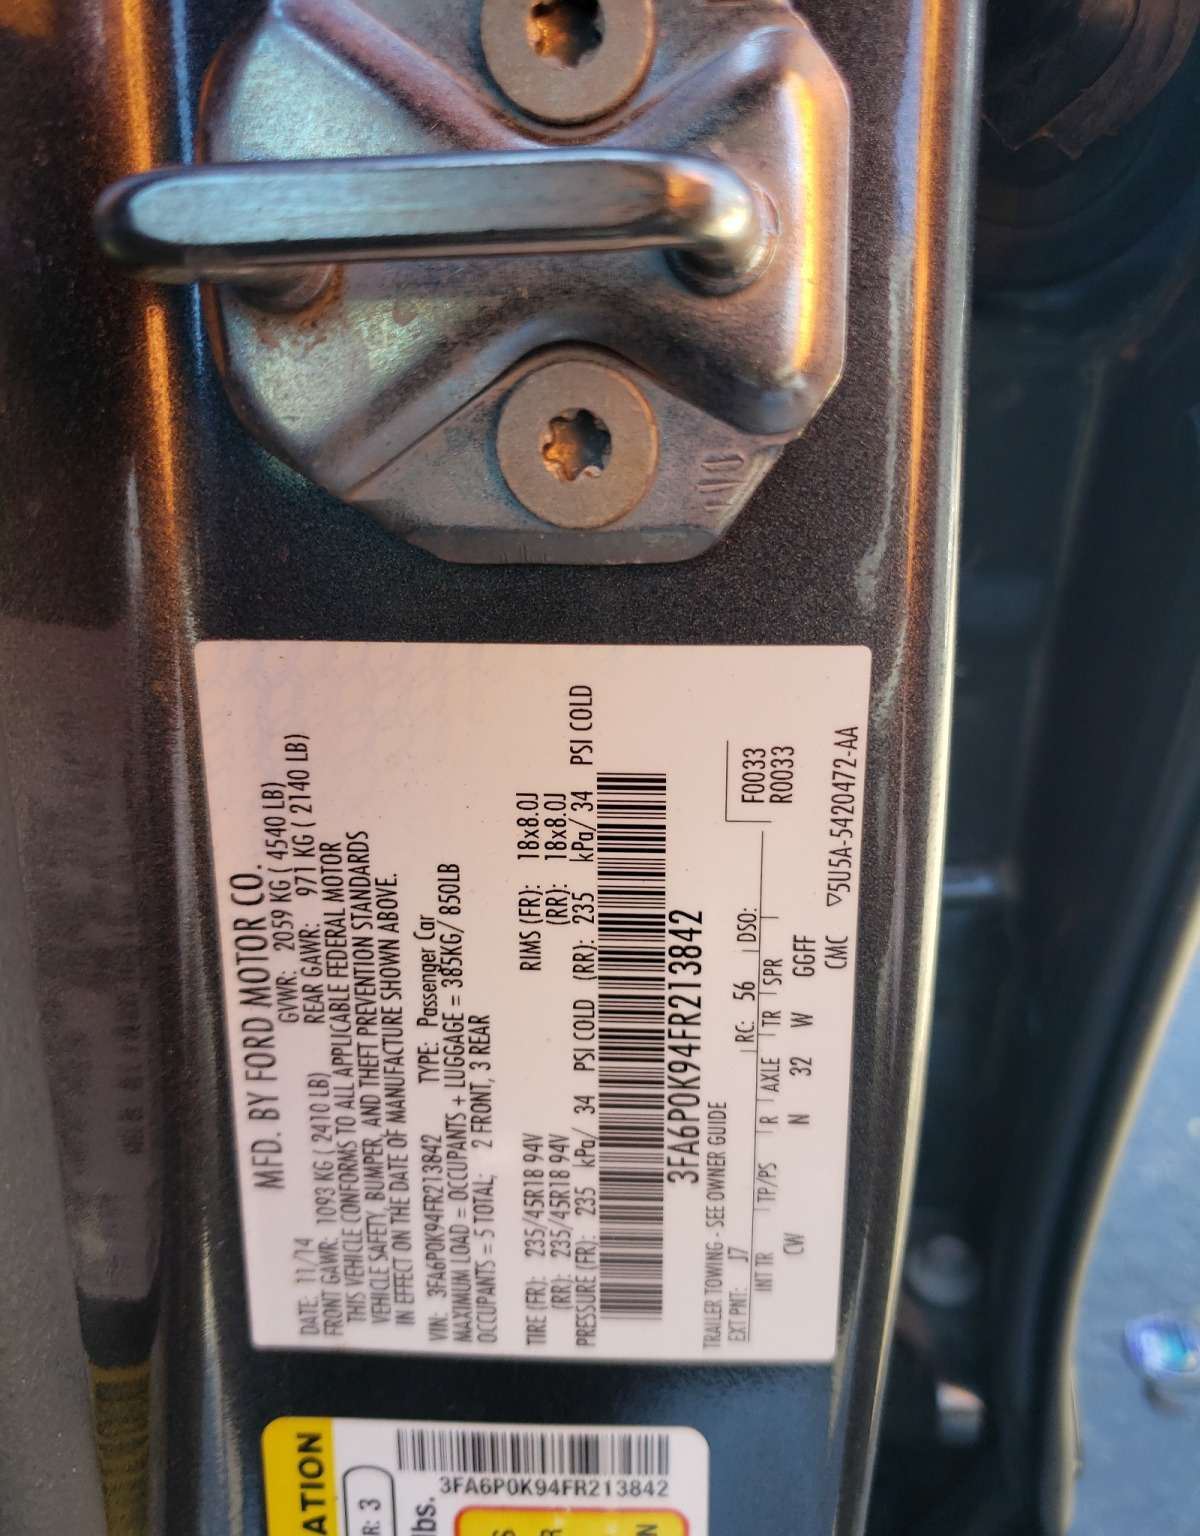 MFD. BY FORD MOTOR CO.
DATE: 11/14 GVWR: 2059 KG ( 4540 LB)
FRONT GAWR: 1093 KG ( 2410 LB) REAR GAWR: 971 KG ( 2140 LB)
THIS VEHICLE CONFORMS TO ALL APPLICABLE FEDERAL MOTOR
VEHICLE SAFETY, BUMPER, AND THEFT PREVENTION STANDARDS
IN EFFECT ON THE DATE OF MANUFACTURE SHOWN ABOVE.
VIN: 3FA6P0K94FR213842 TYPE: Passenger Car
MAXIMUM LOAD = OCCUPANTS + LUGGAGE = 385KG/ 850LB
OCCUPANTS = 5 TOTAL: 2 FRONT, 3 REAR
TIRE (FR): 235/45R18 94V RIMS (FR): 18x8.0J
(RR): 235/45R18 94V (RR): 18x8.0J
PRESSURE (FR): 235 kPa/ 34 PSI COLD (RR): 235 kPa/ 34 PSI COLD
3FA6P0K94FR213842
TRAILER TOWING - SEE OWNER GUIDE
EXT PNT: J7 RC: 56 DSO: F0033
INT TR TP/PS R AXLE TR SPR R0033
CW N 32 W GGFF
CMC ▽5U5A-5420472-AA
ATION
R: 3
3FA6P0K94FR213842
lbs.